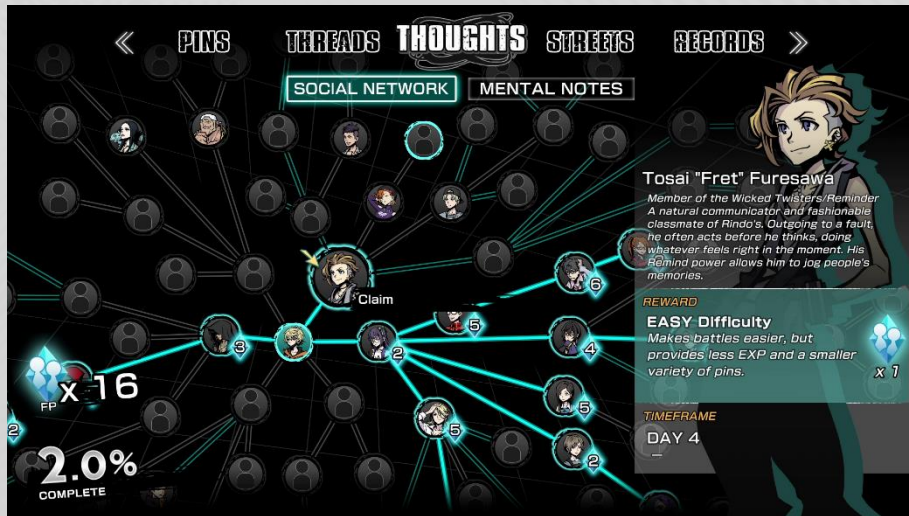 PINS THREADS THOUGHTS STREETS RECORDS
SOCIAL NETWORK MENTAL NOTES
Tosai "Fret" Furesawa
Member of the Wicked Twisters/Reminder
A natural communicator and fashionable
classmate of Rindo's. Outgoing to a fault,
he often acts before he thinks, doing
whatever feels right in the moment. His
Remind power allows him to jog people's
memories.
Claim
REWARD
EASY Difficulty
Makes battles easier, but
provides less EXP and a smaller
variety of pins.
x 1
TIMEFRAME
DAY 4
–
6
5
3
2
4
5
5
2
2
FP x 16
2.0%
COMPLETE